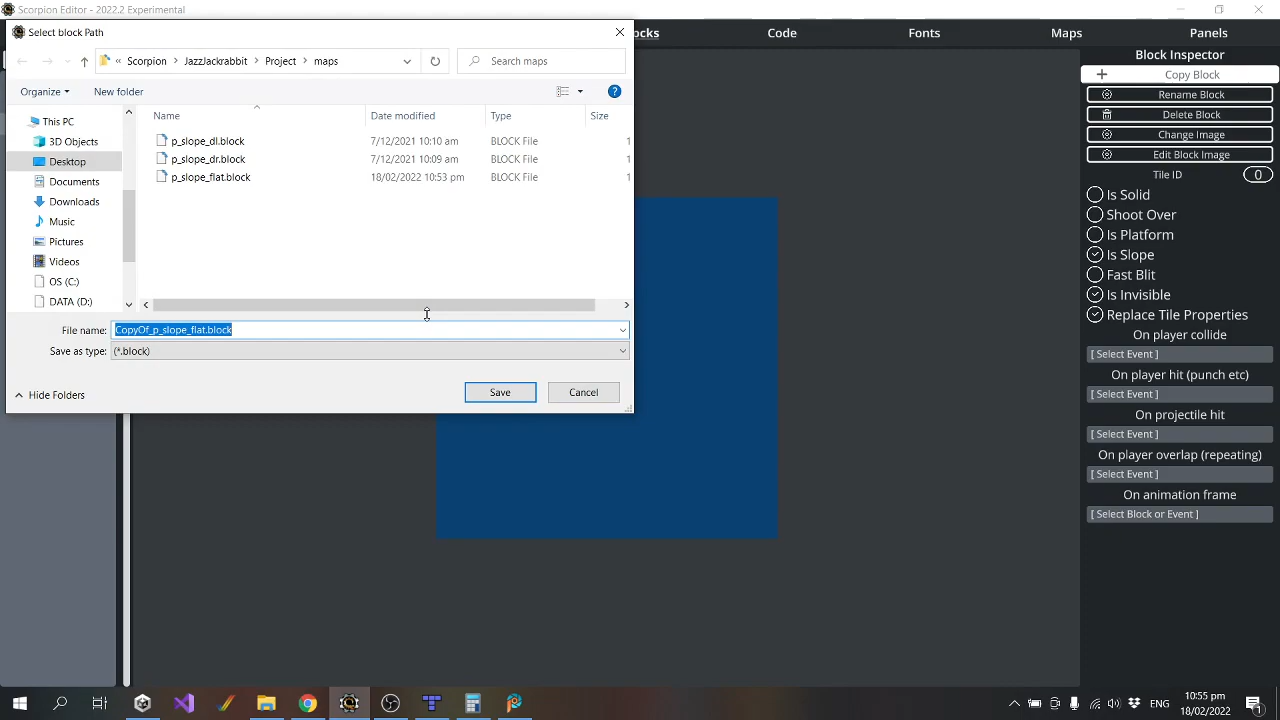 Scorpion Editor - 2022.2 Experimental
Select block Path
ocks
Code
Fonts
Maps
Panels
« Scorpion > JazzJackrabbit > Project > maps
Search maps
Organize
New folder
Name
Date modified
Type
Size
This PC
3D Objects
Desktop
Documents
Downloads
Music
Pictures
Videos
OS (C:)
DATA (D:)
p_slope_dl.block 7/12/2021 10:10 am BLOCK File 1
p_slope_dr.block 7/12/2021 10:09 am BLOCK File 1
p_slope_flat.block 18/02/2022 10:53 pm BLOCK File 1
File name: CopyOf_p_slope_flat.block
Save as type: (*.block)
Hide Folders
Save
Cancel
Block Inspector
Copy Block
Rename Block
Delete Block
Change Image
Edit Block Image
Tile ID 0
Is Solid
Shoot Over
Is Platform
Is Slope
Fast Blit
Is Invisible
Replace Tile Properties
On player collide
[ Select Event ]
On player hit (punch etc)
[ Select Event ]
On projectile hit
[ Select Event ]
On player overlap (repeating)
[ Select Event ]
On animation frame
[ Select Block or Event ]
ENG
10:55 pm
18/02/2022
1